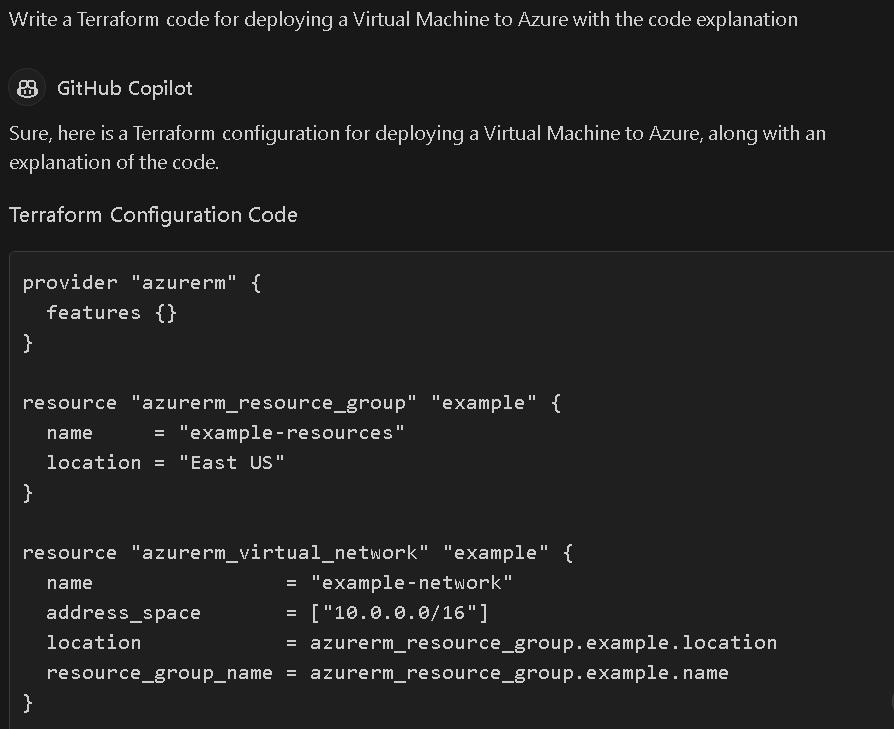 Write a Terraform code for deploying a Virtual Machine to Azure with the code explanation
GitHub Copilot
Sure, here is a Terraform configuration for deploying a Virtual Machine to Azure, along with an
explanation of the code.
Terraform Configuration Code
provider "azurerm" {
  features {}
}
resource "azurerm_resource_group" "example" {
  name     = "example-resources"
  location = "East US"
}
resource "azurerm_virtual_network" "example" {
  name                = "example-network"
  address_space       = ["10.0.0.0/16"]
  location            = azurerm_resource_group.example.location
  resource_group_name = azurerm_resource_group.example.name
}